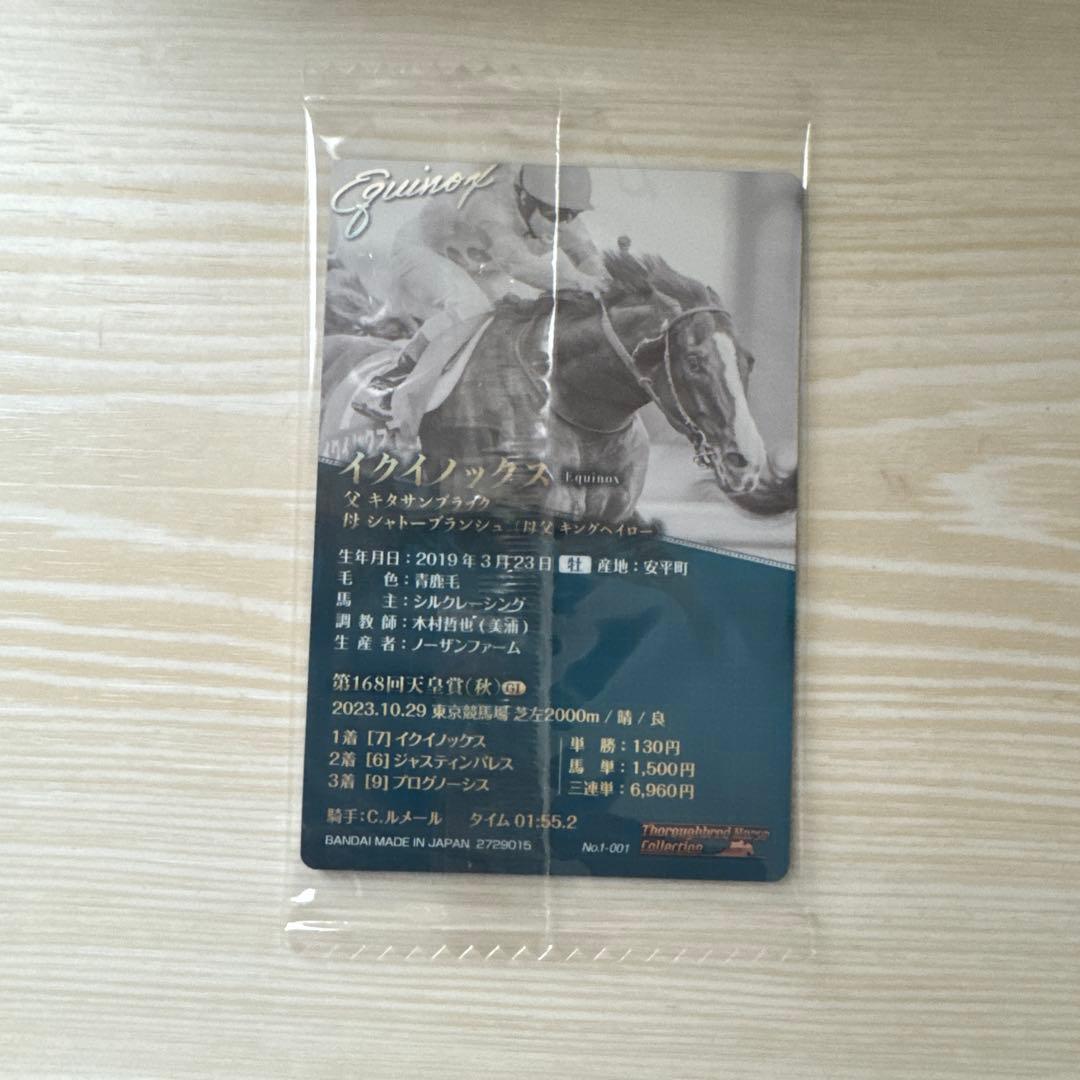 Equinox
イクイノックス
イクイノックス Equinox
父 キタサンブラック
母 シャトーブランシュ (母父 キングヘイロー)
生年月日:2019年3月23日 牡 産地:安平町
毛色:青鹿毛
馬主:シルクレーシング
調教師:木村哲也(美浦)
生産者:ノーザンファーム
第168回天皇賞(秋) GI
2023.10.29 東京競馬場 芝左2000m / 晴 / 良
1着 [7] イクイノックス
2着 [6] ジャスティンパレス
3着 [9] プログノーシス
単勝:130円
馬単:1,500円
三連単:6,960円
騎手:C.ルメール タイム 01:55.2
BANDAI MADE IN JAPAN 2729015
No.1-001
Thoroughbred Horse
Collection